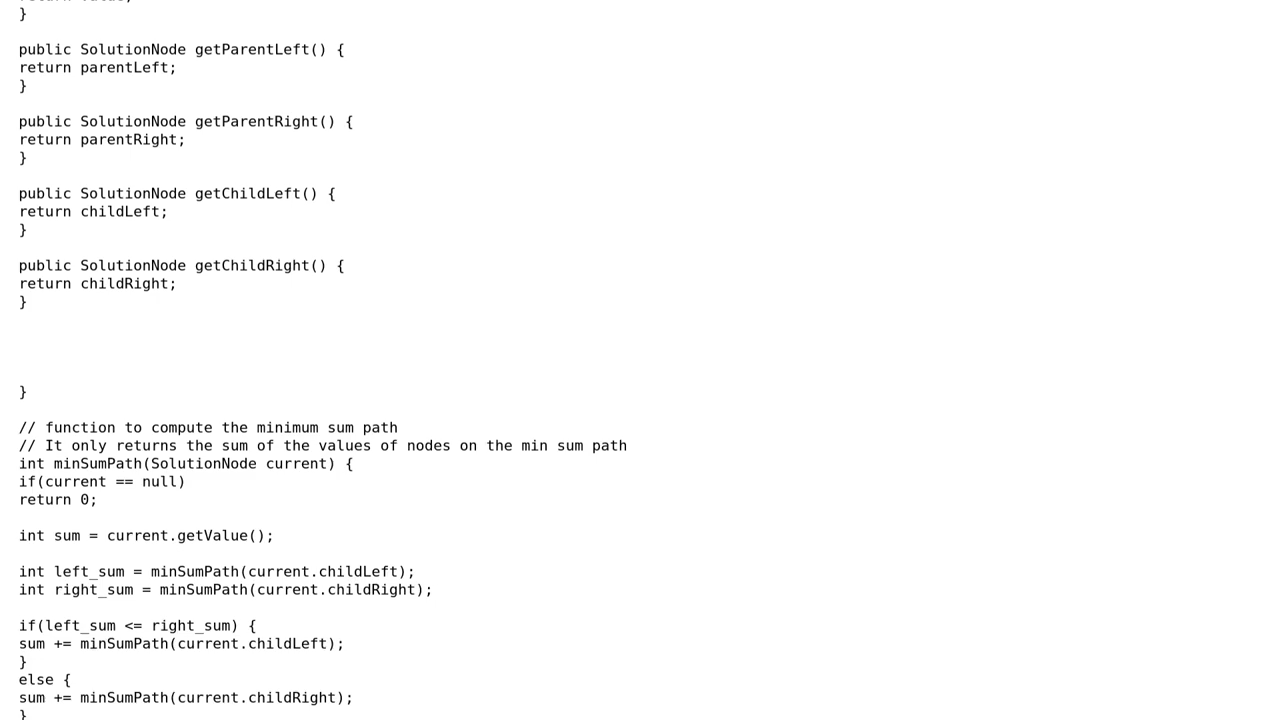 }
public SolutionNode getParentLeft() {
return parentLeft;
}
public SolutionNode getParentRight() {
return parentRight;
}
public SolutionNode getChildLeft() {
return childLeft;
}
public SolutionNode getChildRight() {
return childRight;
}
}
// function to compute the minimum sum path
// It only returns the sum of the values of nodes on the min sum path
int minSumPath(SolutionNode current) {
if(current == null)
return 0;
int sum = current.getValue();
int left_sum = minSumPath(current.childLeft);
int right_sum = minSumPath(current.childRight);
if(left_sum <= right_sum) {
sum += minSumPath(current.childLeft);
}
else {
sum += minSumPath(current.childRight);
}